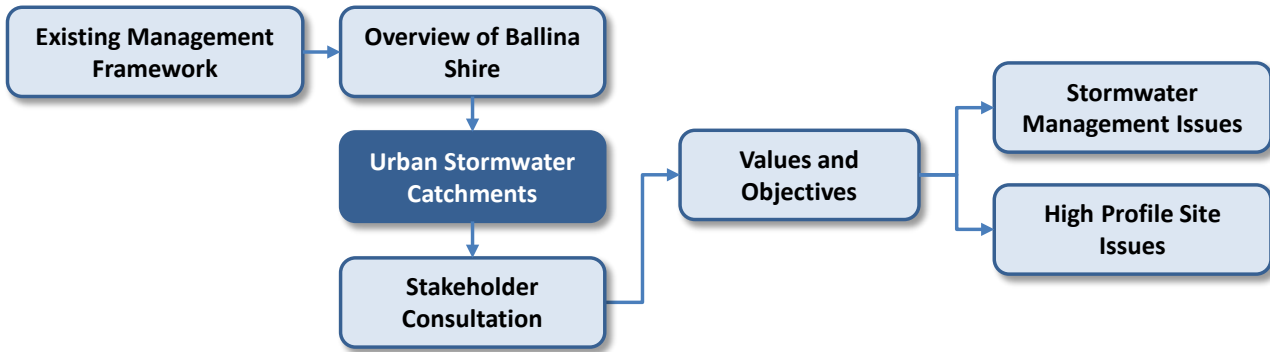 Existing Management
Framework
Overview of Ballina
Shire
Urban Stormwater
Catchments
Stakeholder
Consultation
Values and
Objectives
Stormwater
Management Issues
High Profile Site
Issues